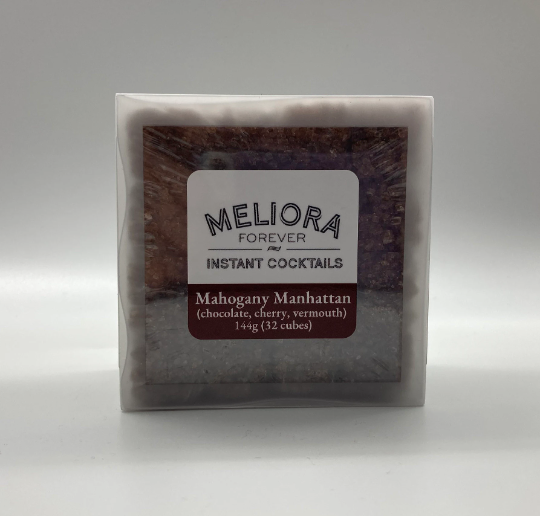 MELIORA
FOREVER
INSTANT COCKTAILS
Mahogany Manhattan
(chocolate, cherry, vermouth)
144g (32 cubes)